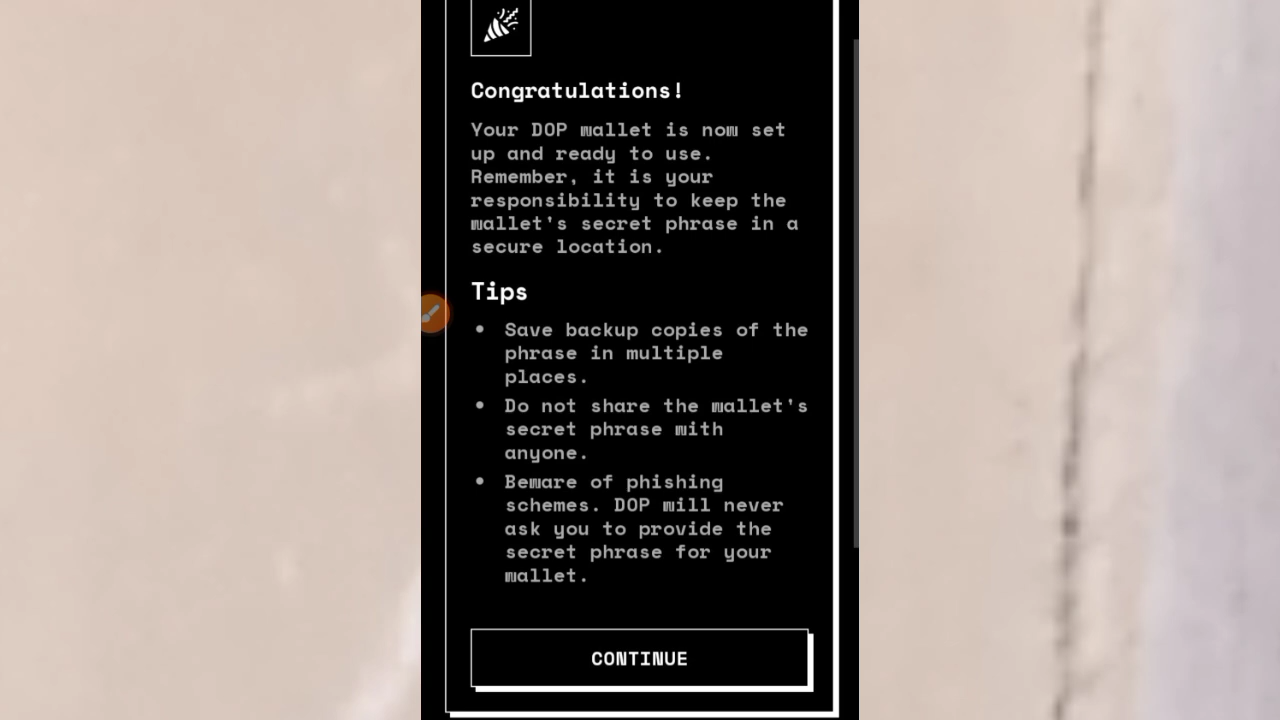 Congratulations!
Your DOP wallet is now set
up and ready to use.
Remember, it is your
responsibility to keep the
wallet's secret phrase in a
secure location.
Tips
• Save backup copies of the
phrase in multiple
places.
• Do not share the wallet's
secret phrase with
anyone.
• Beware of phishing
schemes. DOP will never
ask you to provide the
secret phrase for your
wallet.
CONTINUE